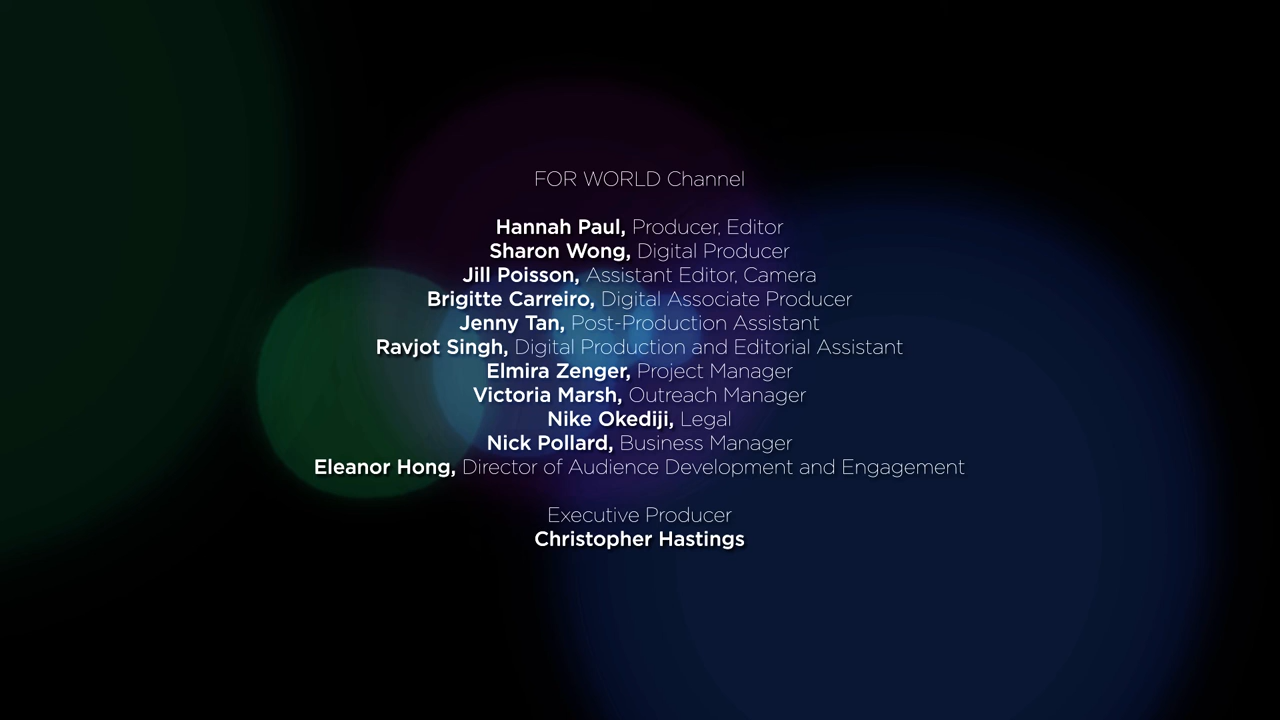 FOR WORLD Channel
Hannah Paul, Producer, Editor
Sharon Wong, Digital Producer
Jill Poisson, Assistant Editor, Camera
Brigitte Carreiro, Digital Associate Producer
Jenny Tan, Post-Production Assistant
Ravjot Singh, Digital Production and Editorial Assistant
Elmira Zenger, Project Manager
Victoria Marsh, Outreach Manager
Nike Okediji, Legal
Nick Pollard, Business Manager
Eleanor Hong, Director of Audience Development and Engagement
Executive Producer
Christopher Hastings